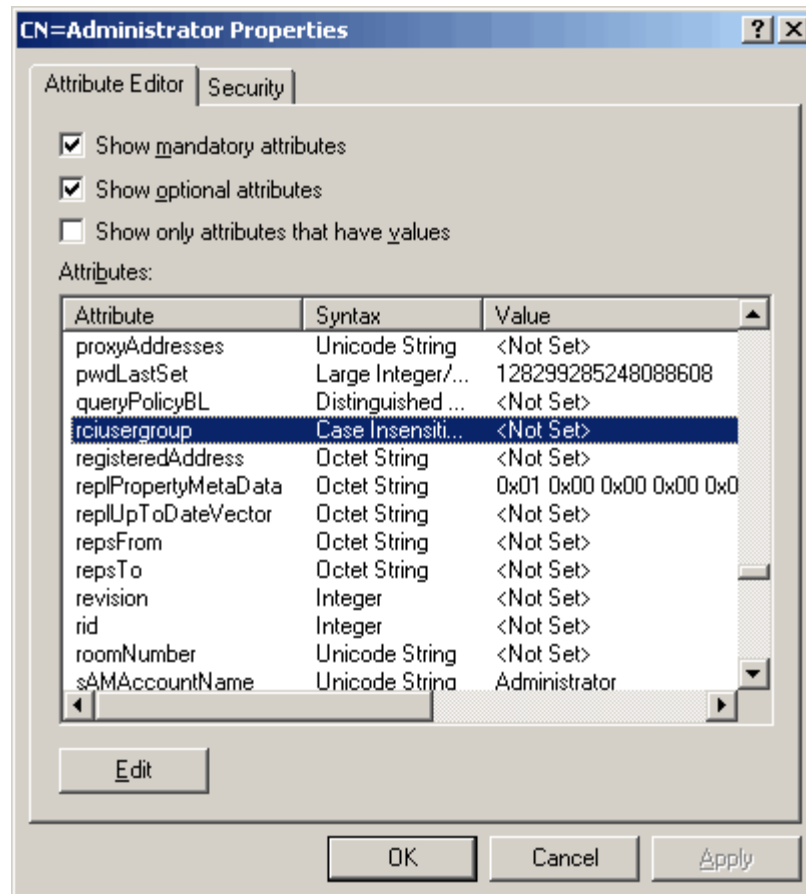 CN=Administrator Properties
Attribute Editor Security
Show mandatory attributes
Show optional attributes
Show only attributes that have values
Attributes:
Attribute Syntax Value
proxyAddresses Unicode String <Not Set>
pwdLastSet Large Integer/... 128299285248088608
queryPolicyBL Distinguished ... <Not Set>
rciusergroup Case Insensiti... <Not Set>
registeredAddress Octet String <Not Set>
replPropertyMetaData Octet String 0x01 0x00 0x00 0x00 0x0
replUpToDateVector Octet String <Not Set>
repsFrom Octet String <Not Set>
repsTo Octet String <Not Set>
revision Integer <Not Set>
rid Integer <Not Set>
roomNumber Unicode String <Not Set>
sAMAccountName Unicode String Administrator
Edit
OK Cancel Apply